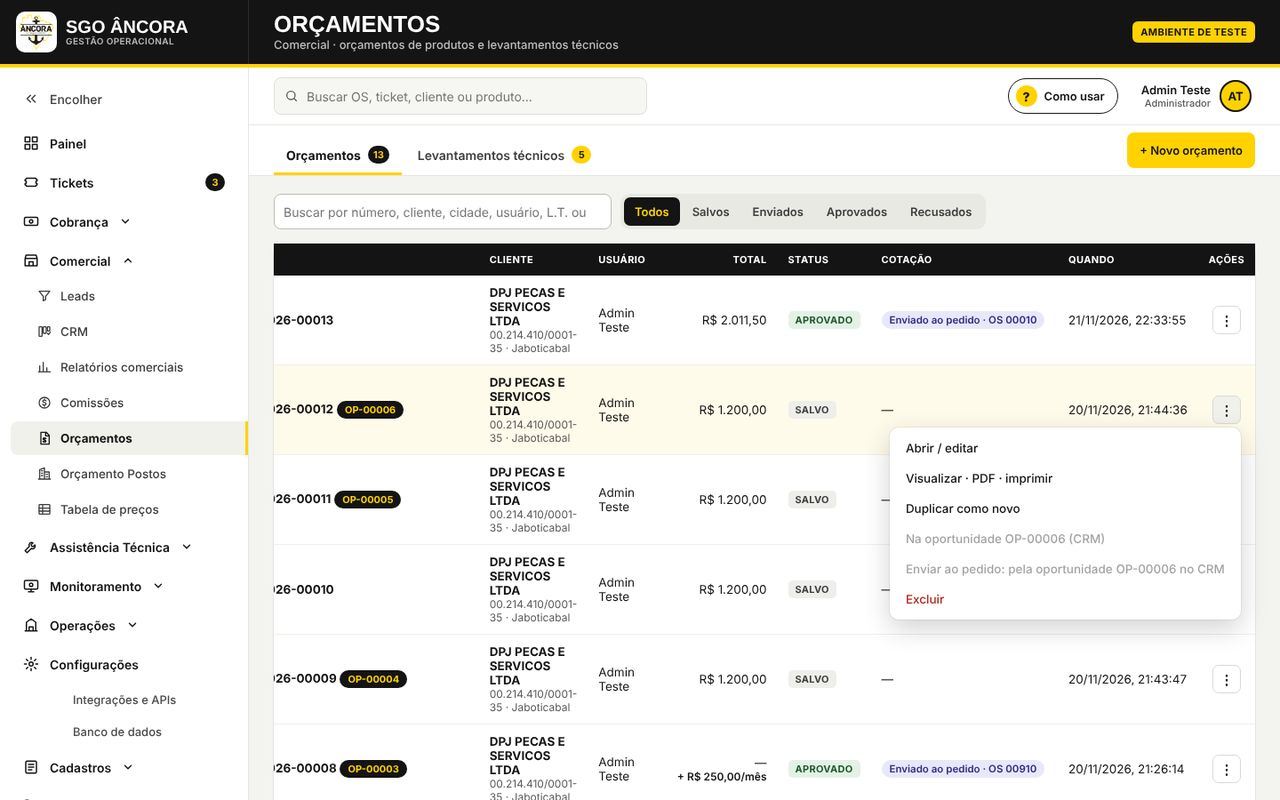 ÂNCORA
SGO ÂNCORA
GESTÃO OPERACIONAL
ORÇAMENTOS
Comercial · orçamentos de produtos e levantamentos técnicos
AMBIENTE DE TESTE
Encolher
Buscar OS, ticket, cliente ou produto...
? Como usar
Admin Teste
Administrador
AT
Painel
Tickets 3
Cobrança
Comercial
Leads
CRM
Relatórios comerciais
Comissões
Orçamentos
Orçamento Postos
Tabela de preços
Assistência Técnica
Monitoramento
Operações
Configurações
Integrações e APIs
Banco de dados
Cadastros
Orçamentos 13
Levantamentos técnicos 5
+ Novo orçamento
Buscar por número, cliente, cidade, usuário, L.T. ou
Todos Salvos Enviados Aprovados Recusados
CLIENTE USUÁRIO TOTAL STATUS COTAÇÃO QUANDO AÇÕES
26-00013
DPJ PECAS E
SERVICOS
LTDA
00.214.410/0001-
35 · Jaboticabal
Admin
Teste
R$ 2.011,50
APROVADO
Enviado ao pedido · OS 00010
21/11/2026, 22:33:55
26-00012 OP-00006
DPJ PECAS E
SERVICOS
LTDA
00.214.410/0001-
35 · Jaboticabal
Admin
Teste
R$ 1.200,00
SALVO
—
20/11/2026, 21:44:36
Abrir / editar
Visualizar · PDF · imprimir
Duplicar como novo
Na oportunidade OP-00006 (CRM)
Enviar ao pedido: pela oportunidade OP-00006 no CRM
Excluir
26-00011 OP-00005
DPJ PECAS E
SERVICOS
LTDA
00.214.410/0001-
35 · Jaboticabal
Admin
Teste
R$ 1.200,00
SALVO
26-00010
DPJ PECAS E
SERVICOS
LTDA
00.214.410/0001-
35 · Jaboticabal
Admin
Teste
R$ 1.200,00
SALVO
26-00009 OP-00004
DPJ PECAS E
SERVICOS
LTDA
00.214.410/0001-
35 · Jaboticabal
Admin
Teste
R$ 1.200,00
SALVO
—
20/11/2026, 21:43:47
26-00008 OP-00003
DPJ PECAS E
SERVICOS
LTDA
00.214.410/0001-
35 · Jaboticabal
Admin
Teste
—
+ R$ 250,00/mês
APROVADO
Enviado ao pedido · OS 00910
20/11/2026, 21:26:14